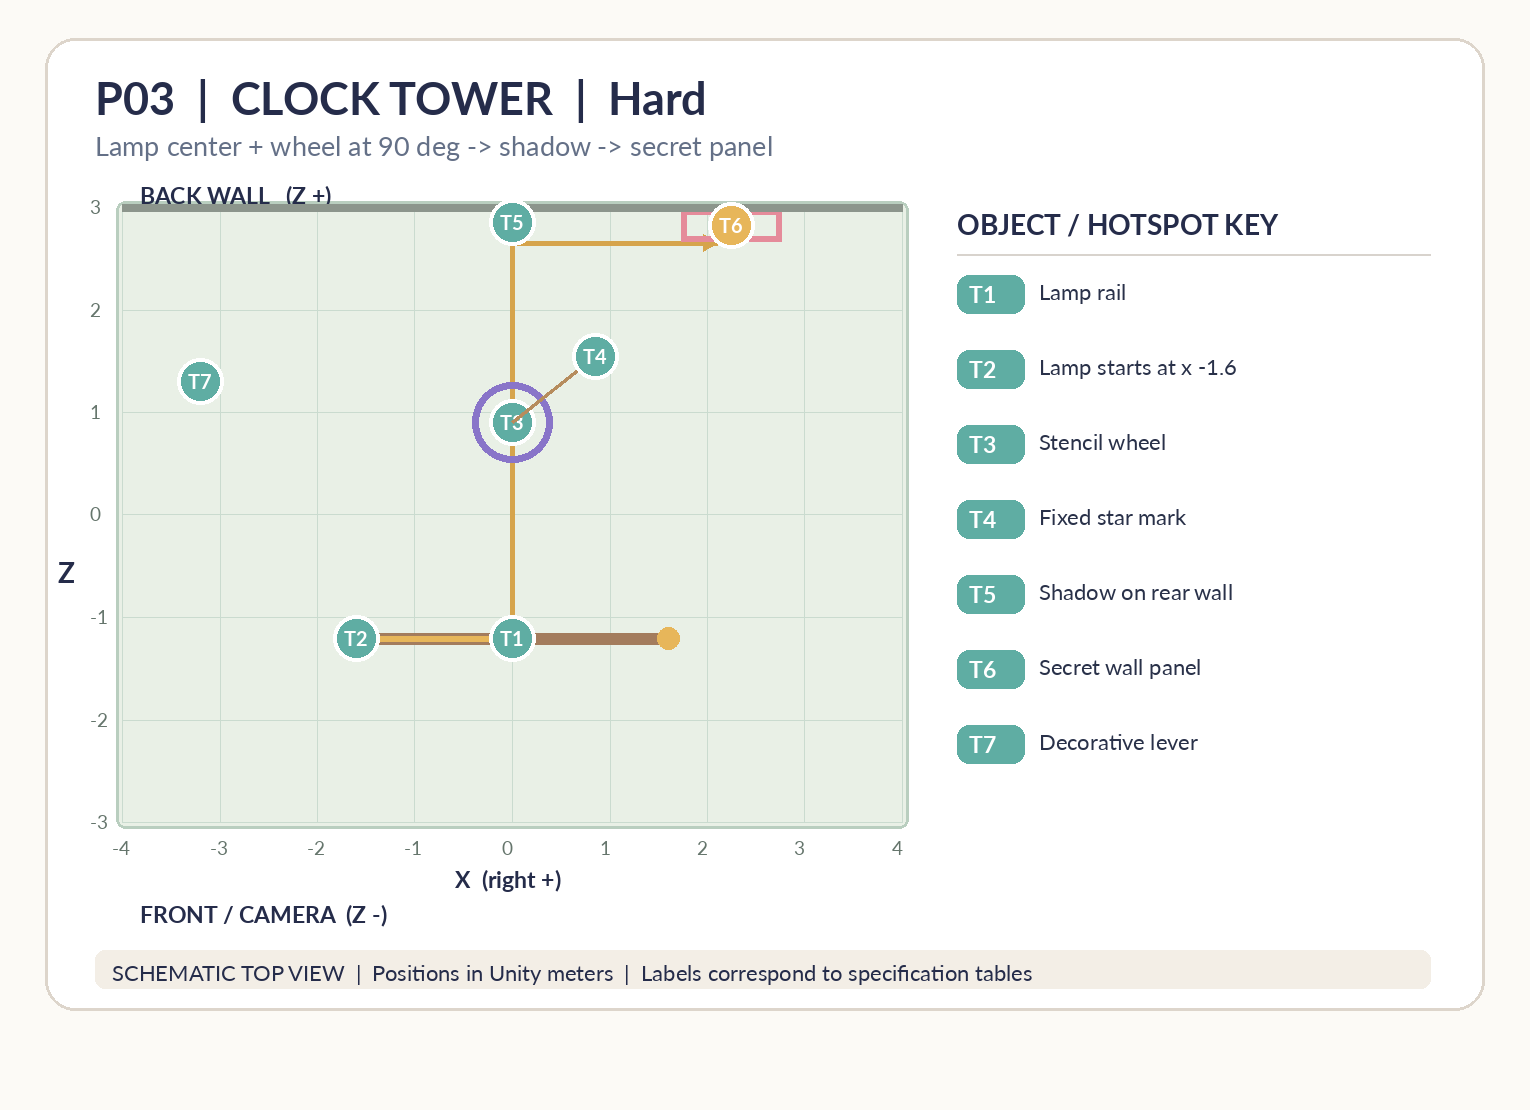 P03 | CLOCK TOWER | Hard
Lamp center + wheel at 90 deg -> shadow -> secret panel
BACK WALL (Z +)
3
2
1
0
-1
-2
-3
Z
T5
T6
T4
T7
T3
T2
T1
-4
-3
-2
-1
0
1
2
3
4
X (right +)
FRONT / CAMERA (Z -)
OBJECT / HOTSPOT KEY
T1 Lamp rail
T2 Lamp starts at x -1.6
T3 Stencil wheel
T4 Fixed star mark
T5 Shadow on rear wall
T6 Secret wall panel
T7 Decorative lever
SCHEMATIC TOP VIEW | Positions in Unity meters | Labels correspond to specification tables